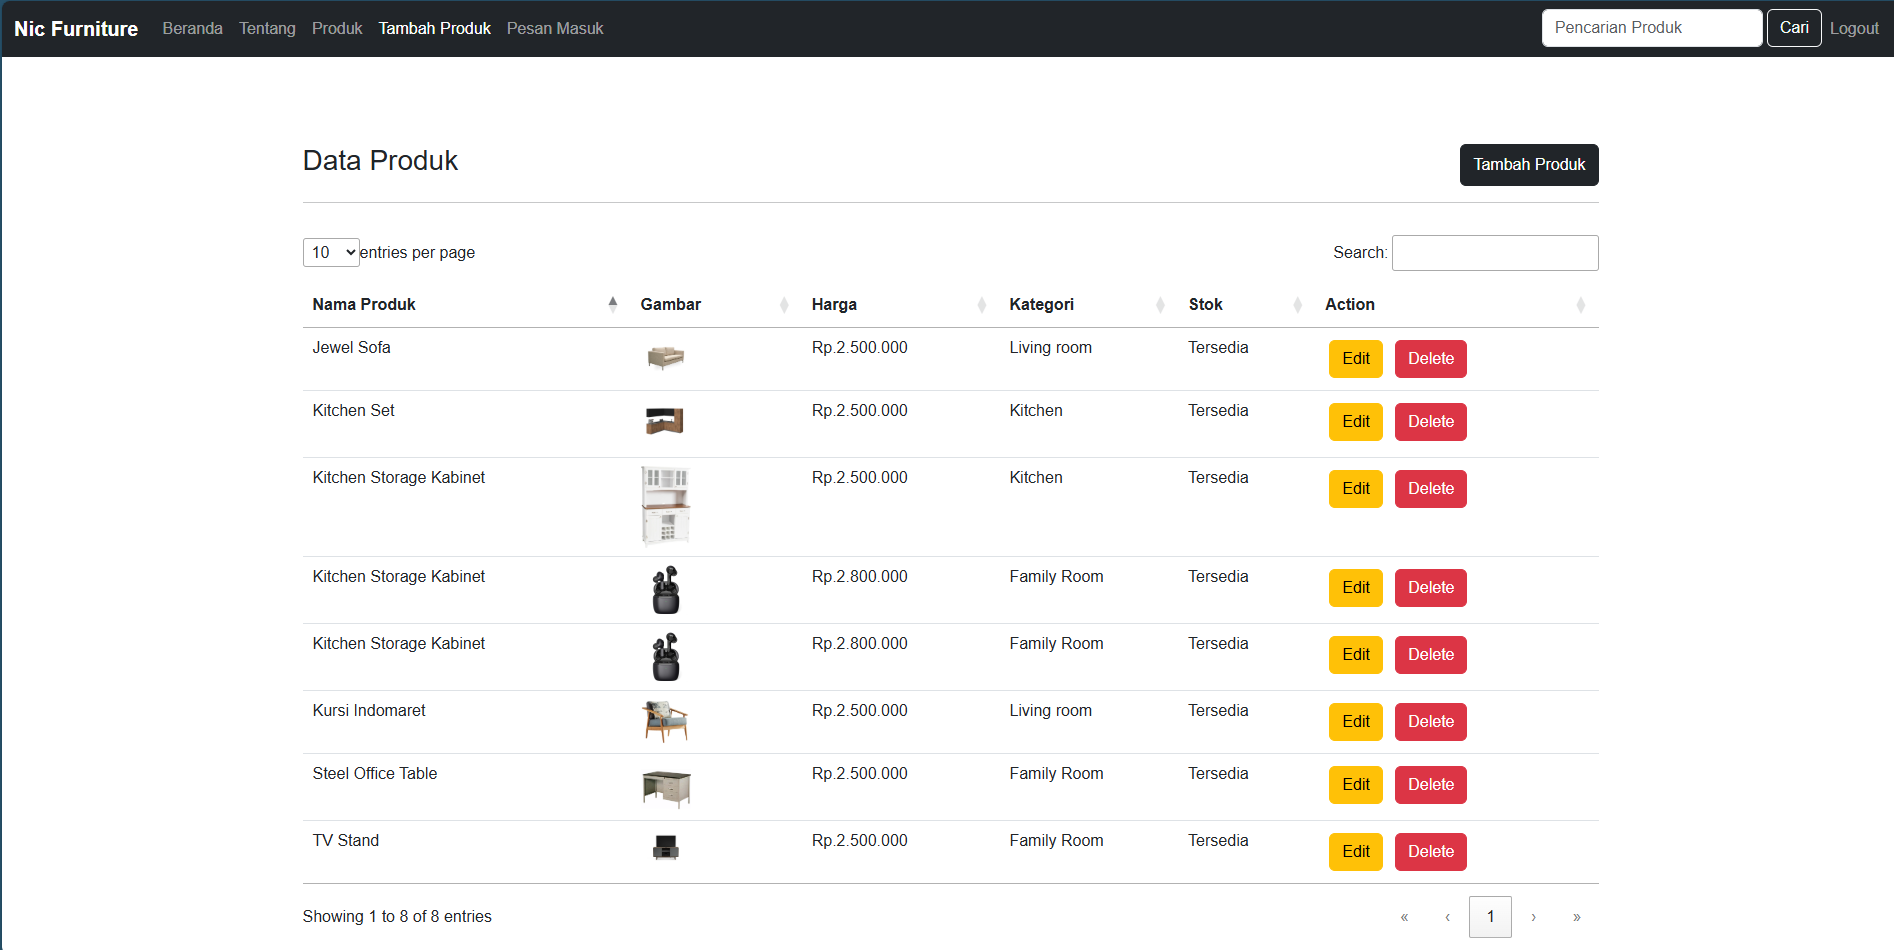 Nic Furniture Beranda Tentang Produk Tambah Produk Pesan Masuk Pencarian Produk Cari Logout
Data Produk Tambah Produk
10 entries per page Search:
Nama Produk Gambar Harga Kategori Stok Action
Jewel Sofa Rp.2.500.000 Living room Tersedia Edit Delete
Kitchen Set Rp.2.500.000 Kitchen Tersedia Edit Delete
Kitchen Storage Kabinet Rp.2.500.000 Kitchen Tersedia Edit Delete
Kitchen Storage Kabinet Rp.2.800.000 Family Room Tersedia Edit Delete
Kitchen Storage Kabinet Rp.2.800.000 Family Room Tersedia Edit Delete
Kursi Indomaret Rp.2.500.000 Living room Tersedia Edit Delete
Steel Office Table Rp.2.500.000 Family Room Tersedia Edit Delete
TV Stand Rp.2.500.000 Family Room Tersedia Edit Delete
Showing 1 to 8 of 8 entries « ‹ 1 › »